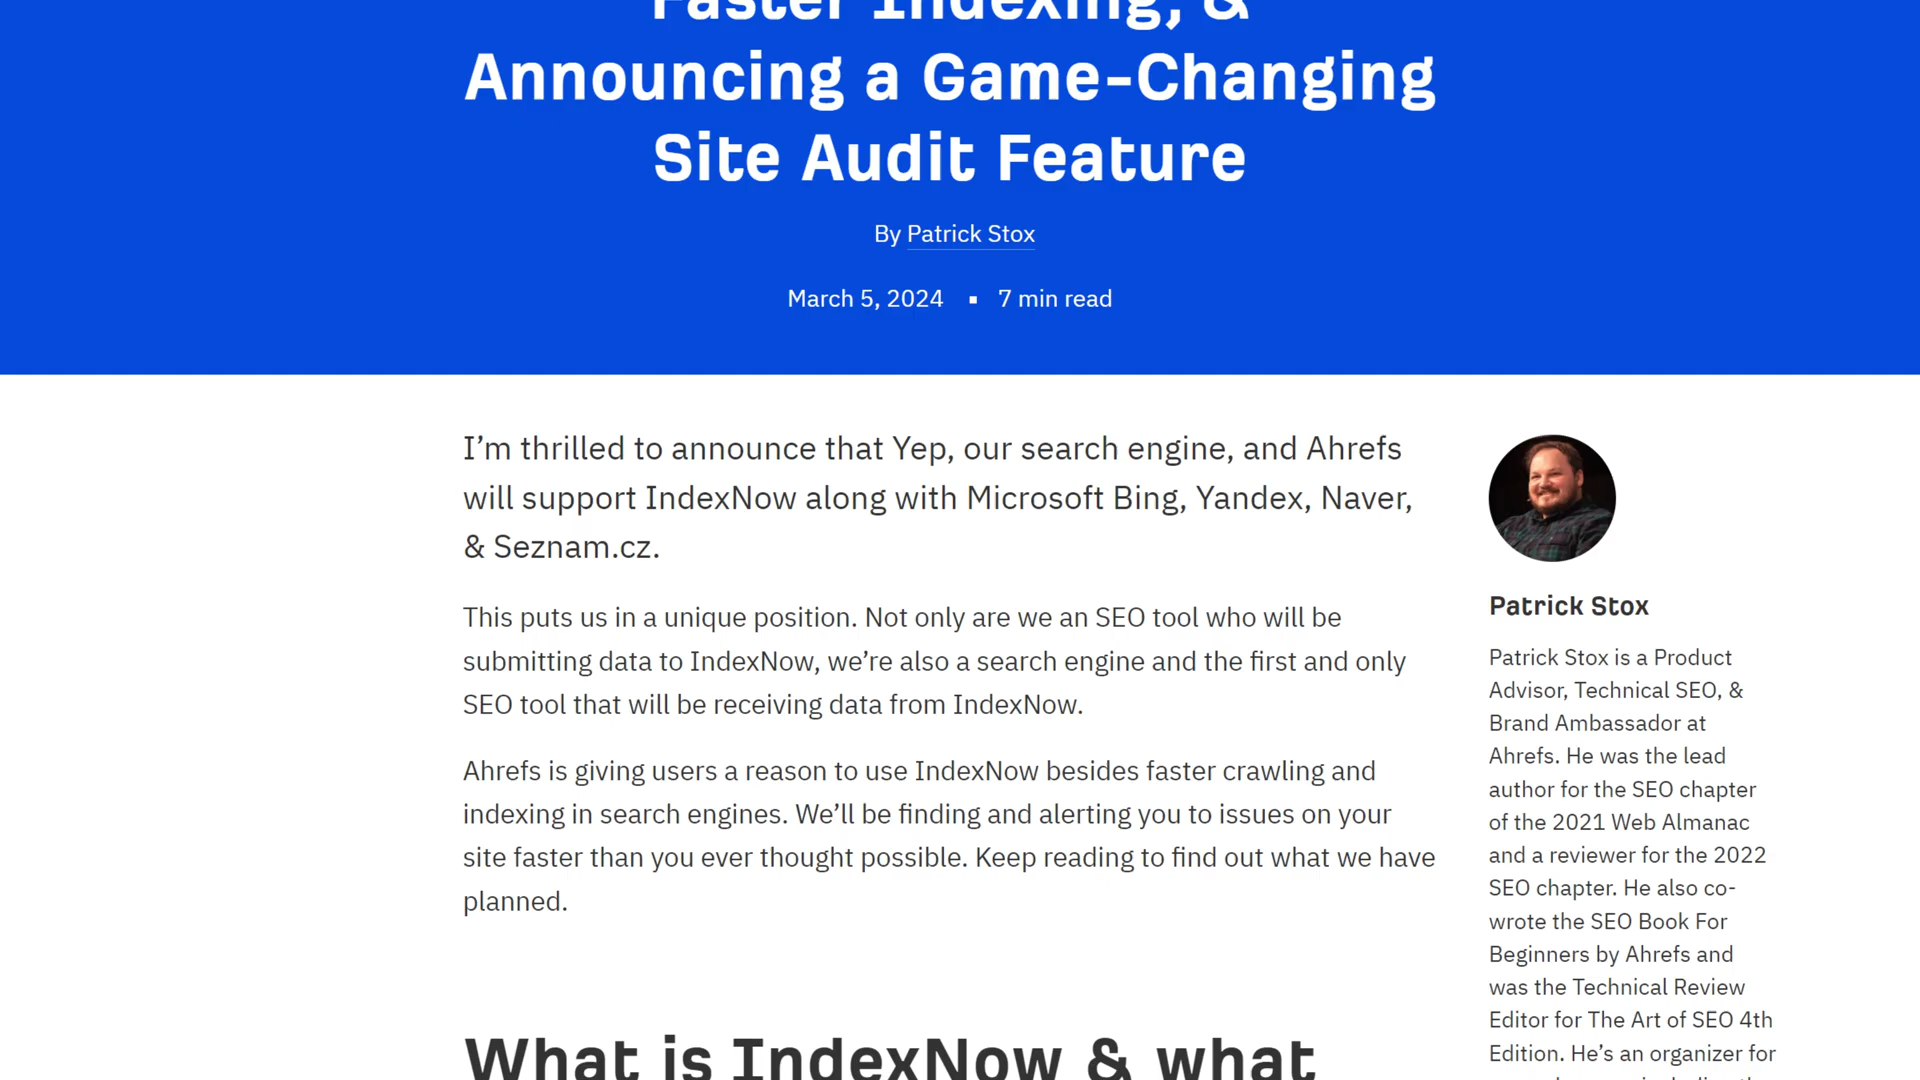 Faster Indexing, &
Announcing a Game-Changing
Site Audit Feature
By Patrick Stox
March 5, 2024 ▪ 7 min read
I’m thrilled to announce that Yep, our search engine, and Ahrefs
will support IndexNow along with Microsoft Bing, Yandex, Naver,
& Seznam.cz.
This puts us in a unique position. Not only are we an SEO tool who will be
submitting data to IndexNow, we’re also a search engine and the first and only
SEO tool that will be receiving data from IndexNow.
Ahrefs is giving users a reason to use IndexNow besides faster crawling and
indexing in search engines. We’ll be finding and alerting you to issues on your
site faster than you ever thought possible. Keep reading to find out what we have
planned.
What is IndexNow & what
Patrick Stox
Patrick Stox is a Product
Advisor, Technical SEO, &
Brand Ambassador at
Ahrefs. He was the lead
author for the SEO chapter
of the 2021 Web Almanac
and a reviewer for the 2022
SEO chapter. He also co-
wrote the SEO Book For
Beginners by Ahrefs and
was the Technical Review
Editor for The Art of SEO 4th
Edition. He’s an organizer for